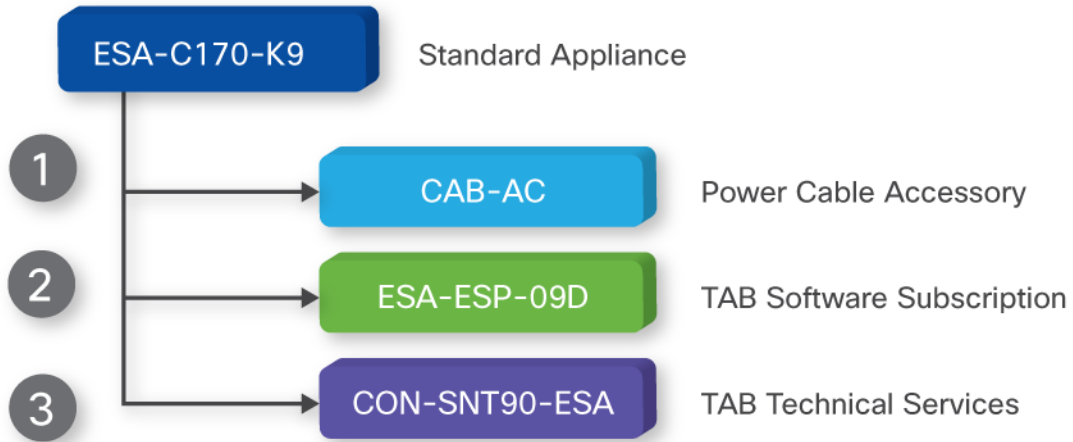 ESA-C170-K9 Standard Appliance
1
CAB-AC Power Cable Accessory
2
ESA-ESP-09D TAB Software Subscription
3
CON-SNT90-ESA TAB Technical Services